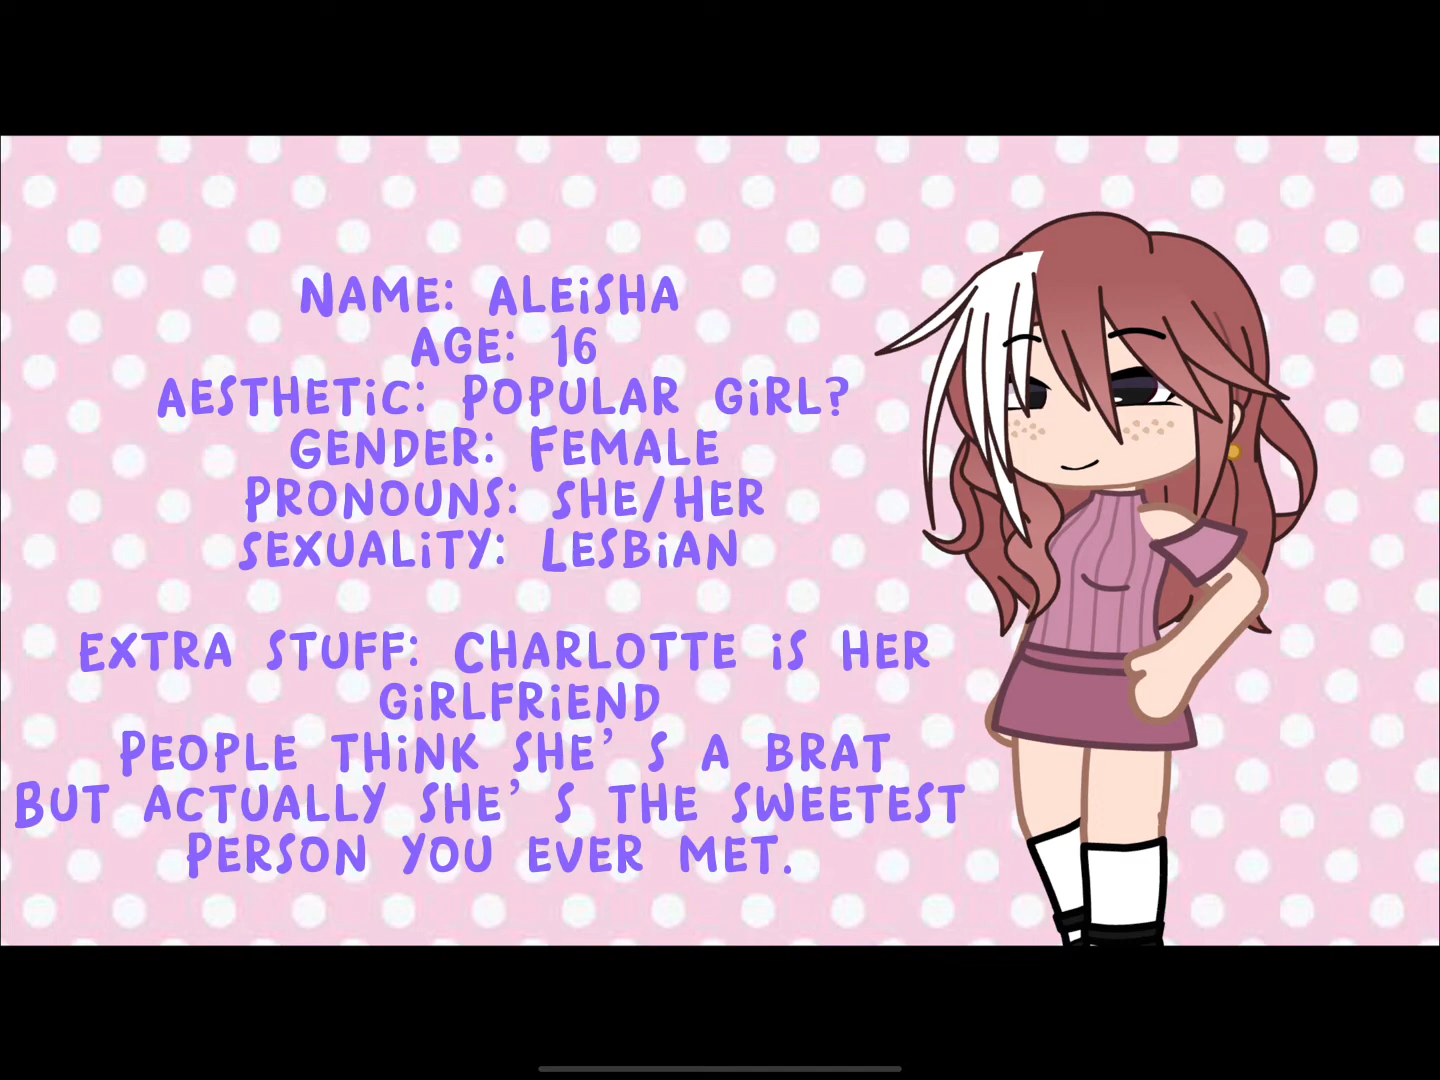 Name: Aleisha
Age: 16
Aesthetic: Popular girl?
Gender: Female
Pronouns: she/her
Sexuality: Lesbian
Extra stuff: Charlotte is her
girlfriend
People think she's a brat
But actually she's the sweetest
person you ever met.